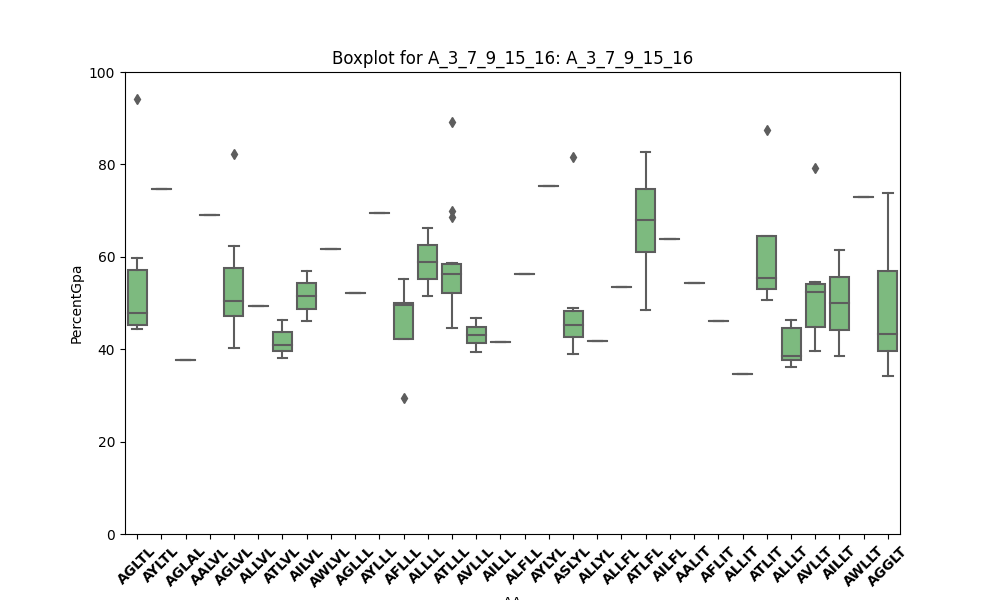 Boxplot for A_3_7_9_15_16: A_3_7_9_15_16
100
80
60
40
20
0
PercentGpa
AGLTL
AYLTL
AGLAL
AALVL
AGLVL
ALLVL
ATLVL
AILVL
AWLVL
AGLLL
AYLLL
AFLLL
ALLLL
ATLLL
AVLLL
AILLL
ALFLL
AYLYL
ASLYL
ALLYL
ALLFL
ATLFL
AILFL
AALIT
AFLIT
ALLIT
ATLIT
ALLLT
AVLLT
AILLT
AWLLT
AGGLT